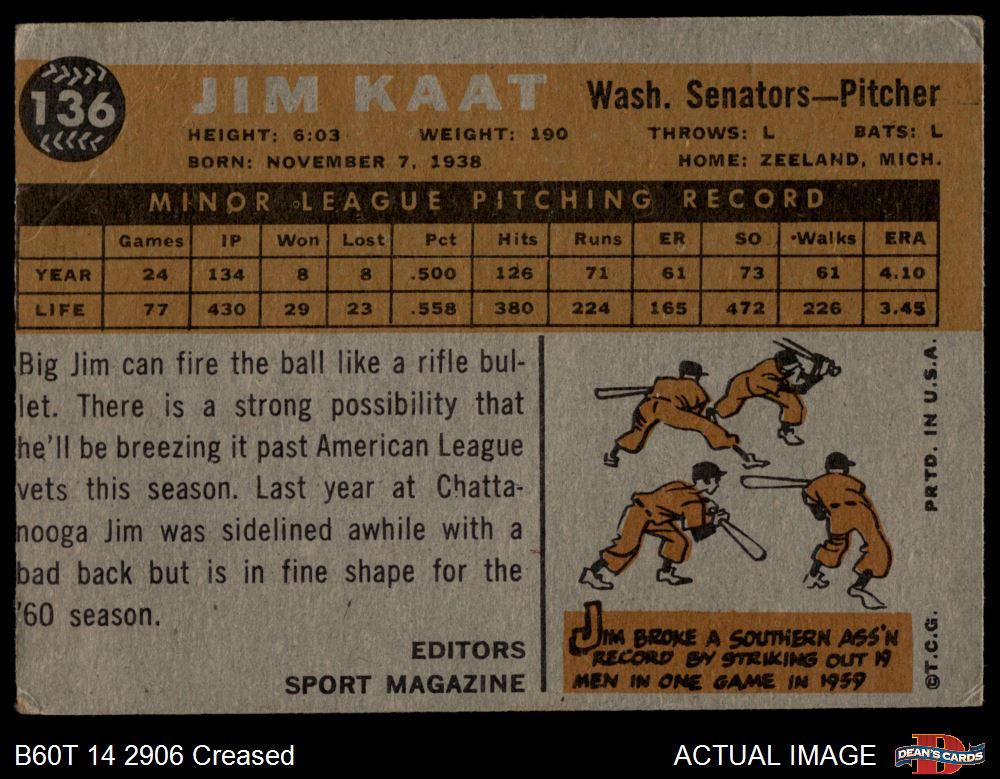 136
JIM KAAT
Wash. Senators—Pitcher
HEIGHT: 6:03 WEIGHT: 190 THROWS: L BATS: L
BORN: NOVEMBER 7, 1938 HOME: ZEELAND, MICH.
MINOR LEAGUE PITCHING RECORD
Games IP Won Lost Pct Hits Runs ER SO Walks ERA
YEAR 24 134 8 8 .500 126 71 61 73 61 4.10
LIFE 77 430 29 23 .558 380 224 165 472 226 3.45
Big Jim can fire the ball like a rifle bul-
let. There is a strong possibility that
he'll be breezing it past American League
vets this season. Last year at Chatta-
nooga Jim was sidelined awhile with a
bad back but is in fine shape for the
'60 season.
EDITORS
SPORT MAGAZINE
JIM BROKE A SOUTHERN ASS'N
RECORD BY STRIKING OUT 19
MEN IN ONE GAME IN 1959
©T.C.G. PRTD. IN U.S.A.
B60T 14 2906 Creased
ACTUAL IMAGE
DEAN'S CARDS